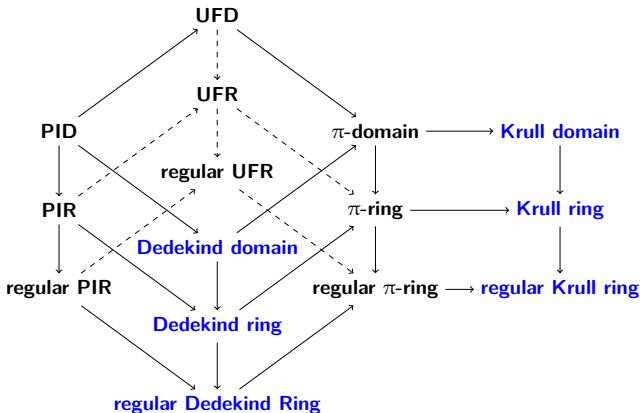 UFD
UFR
PID
π-domain
Krull domain
regular UFR
PIR
π-ring
Krull ring
Dedekind domain
regular PIR
regular π-ring
regular Krull ring
Dedekind ring
regular Dedekind Ring